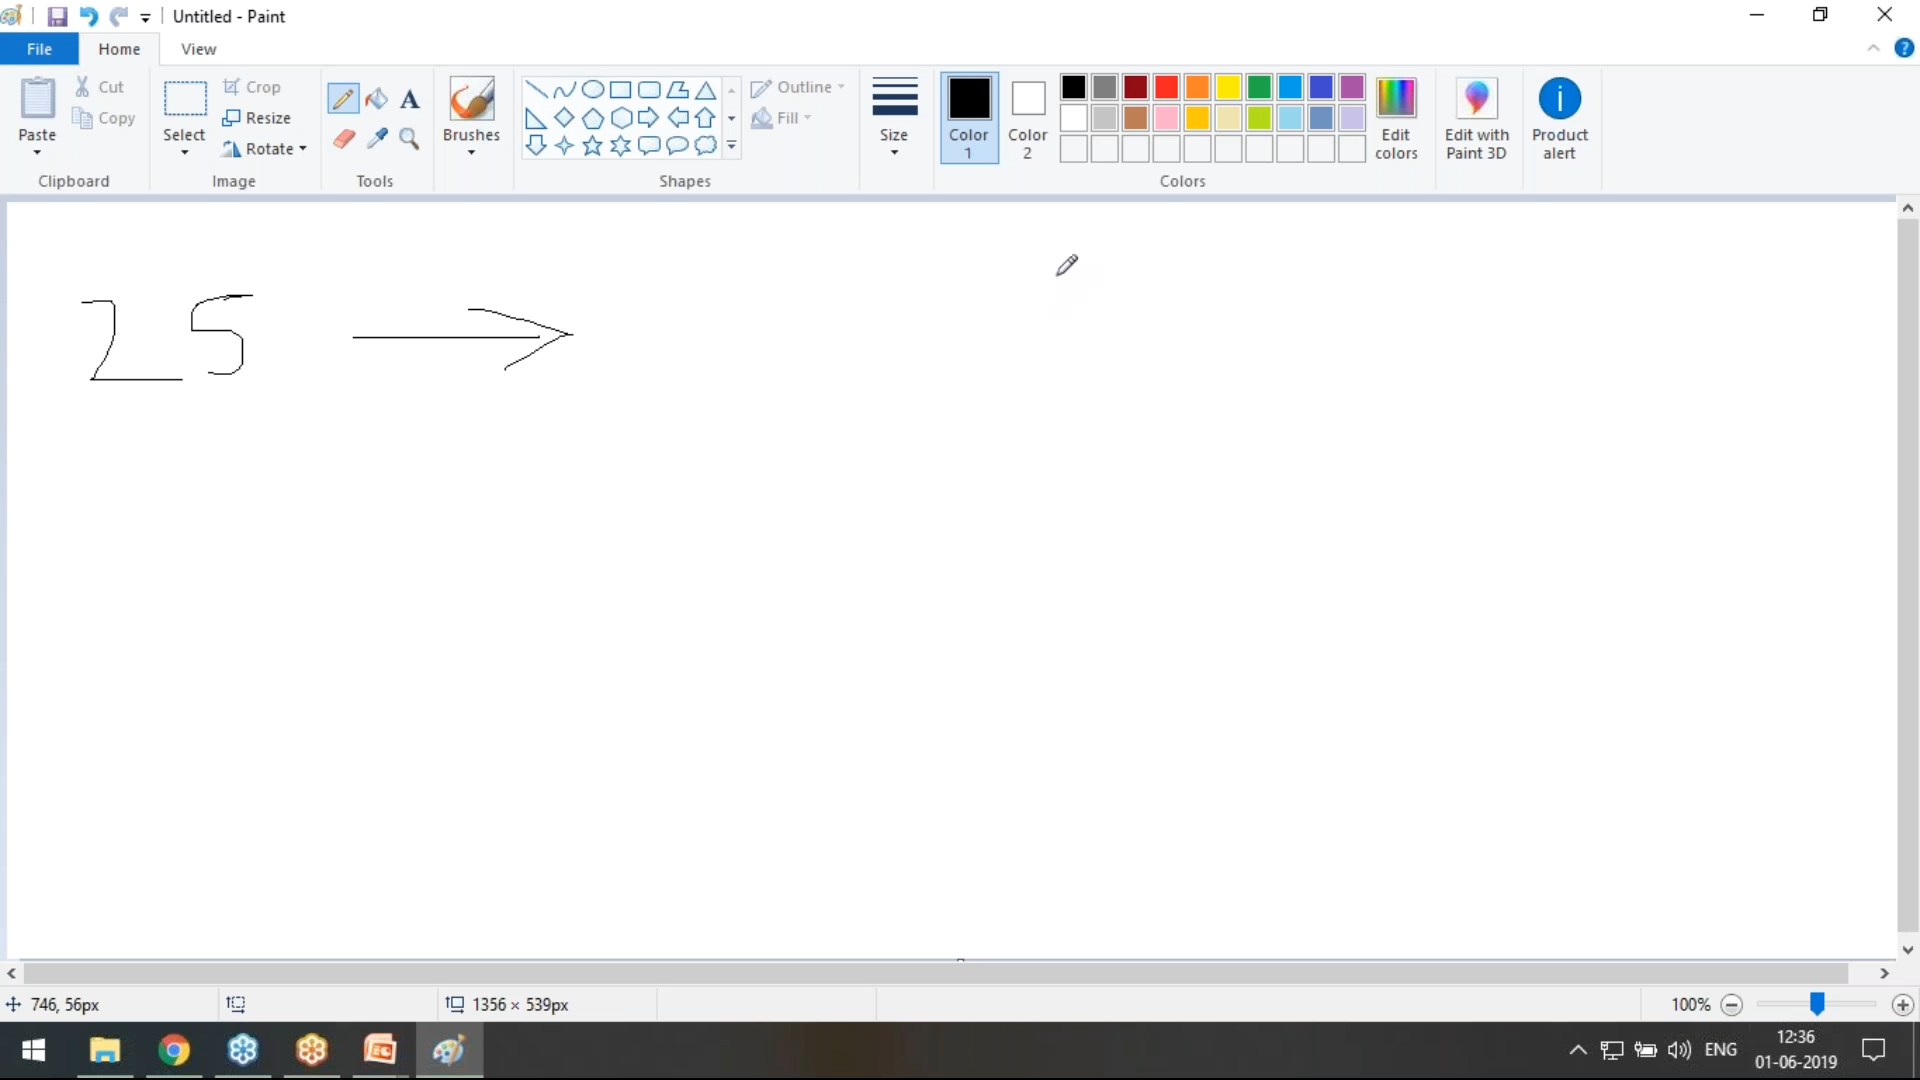 Untitled - Paint
File Home View
Paste Cut Copy Clipboard
Select Crop Resize Rotate Image
A Tools
Brushes
Shapes Outline Fill
Size
Color 1 Color 2 Edit colors Colors
Edit with Paint 3D
Product alert
25 →
746, 56px 1356 × 539px 100%
ENG 12:36
01-06-2019